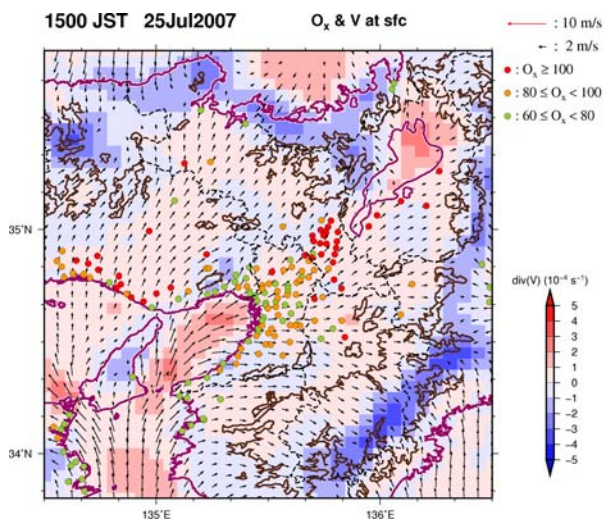 1500 JST 25Jul2007 Oₓ & V at sfc
: 10 m/s
: 2 m/s
: Oₓ ≥ 100
: 80 ≤ Oₓ < 100
: 60 ≤ Oₓ < 80
35°N
34°N
135°E 136°E
div(V) (10⁻⁴ s⁻¹)
5
4
3
2
1
0
−1
−2
−3
−4
−5